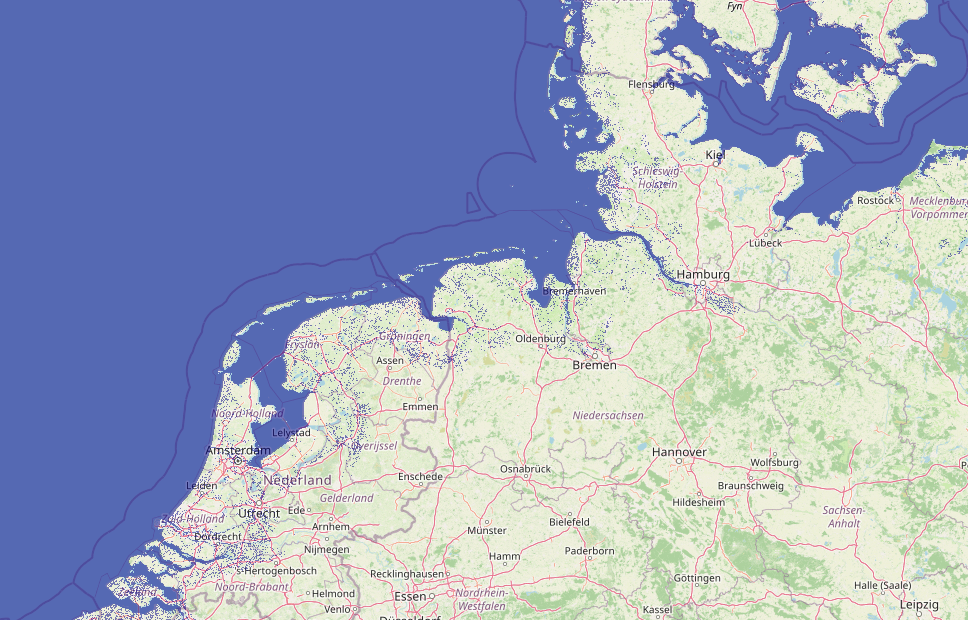 Fyn
Flensburg
Kiel
Schleswig-
Holstein
Rostock
Mecklenburg-
Vorpommern
Lübeck
Hamburg
Bremerhaven
Groningen
Oldenburg
Assen
Bremen
Drenthe
Emmen
Noord-Holland
Niedersachsen
Lelystad
Amsterdam
Hannover
Osnabrück
Wolfsburg
Enschede
Nederland
Leiden
Braunschweig
Gelderland
Hildesheim
Utrecht
Ede
Sachsen-
Anhalt
Zuid-Holland
Arnhem
Münster
Bielefeld
Dordrecht
Nijmegen
Hamm
Paderborn
's-Hertogenbosch
Recklinghausen
Göttingen
Noord-Brabant
Helmond
Halle (Saale)
Zeeland
Essen
Nordrhein-
Westfalen
Venlo
Kassel
Leipzig